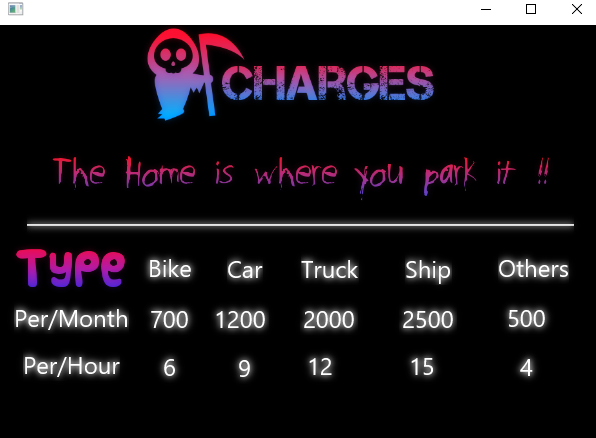 CHARGES
The Home is where you park it !!
Type Bike Car Truck Ship Others
Per/Month 700 1200 2000 2500 500
Per/Hour 6 9 12 15 4